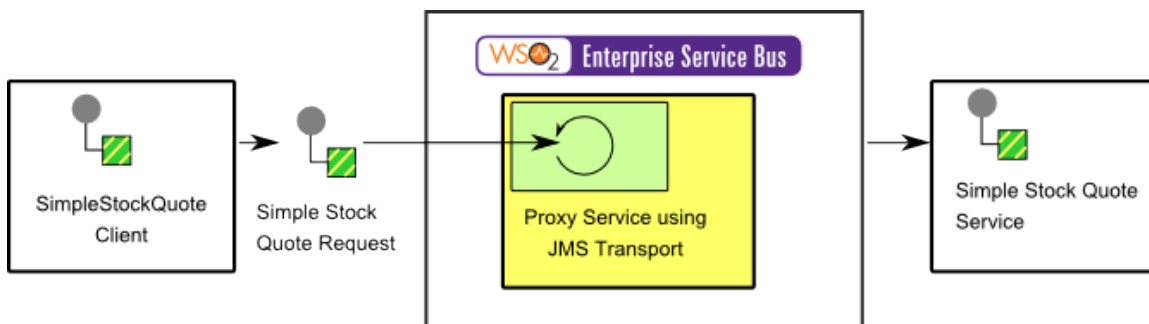 WSO2 Enterprise Service Bus
SimpleStockQuote
Client
Simple Stock
Quote Request
Proxy Service using
JMS Transport
Simple Stock Quote
Service